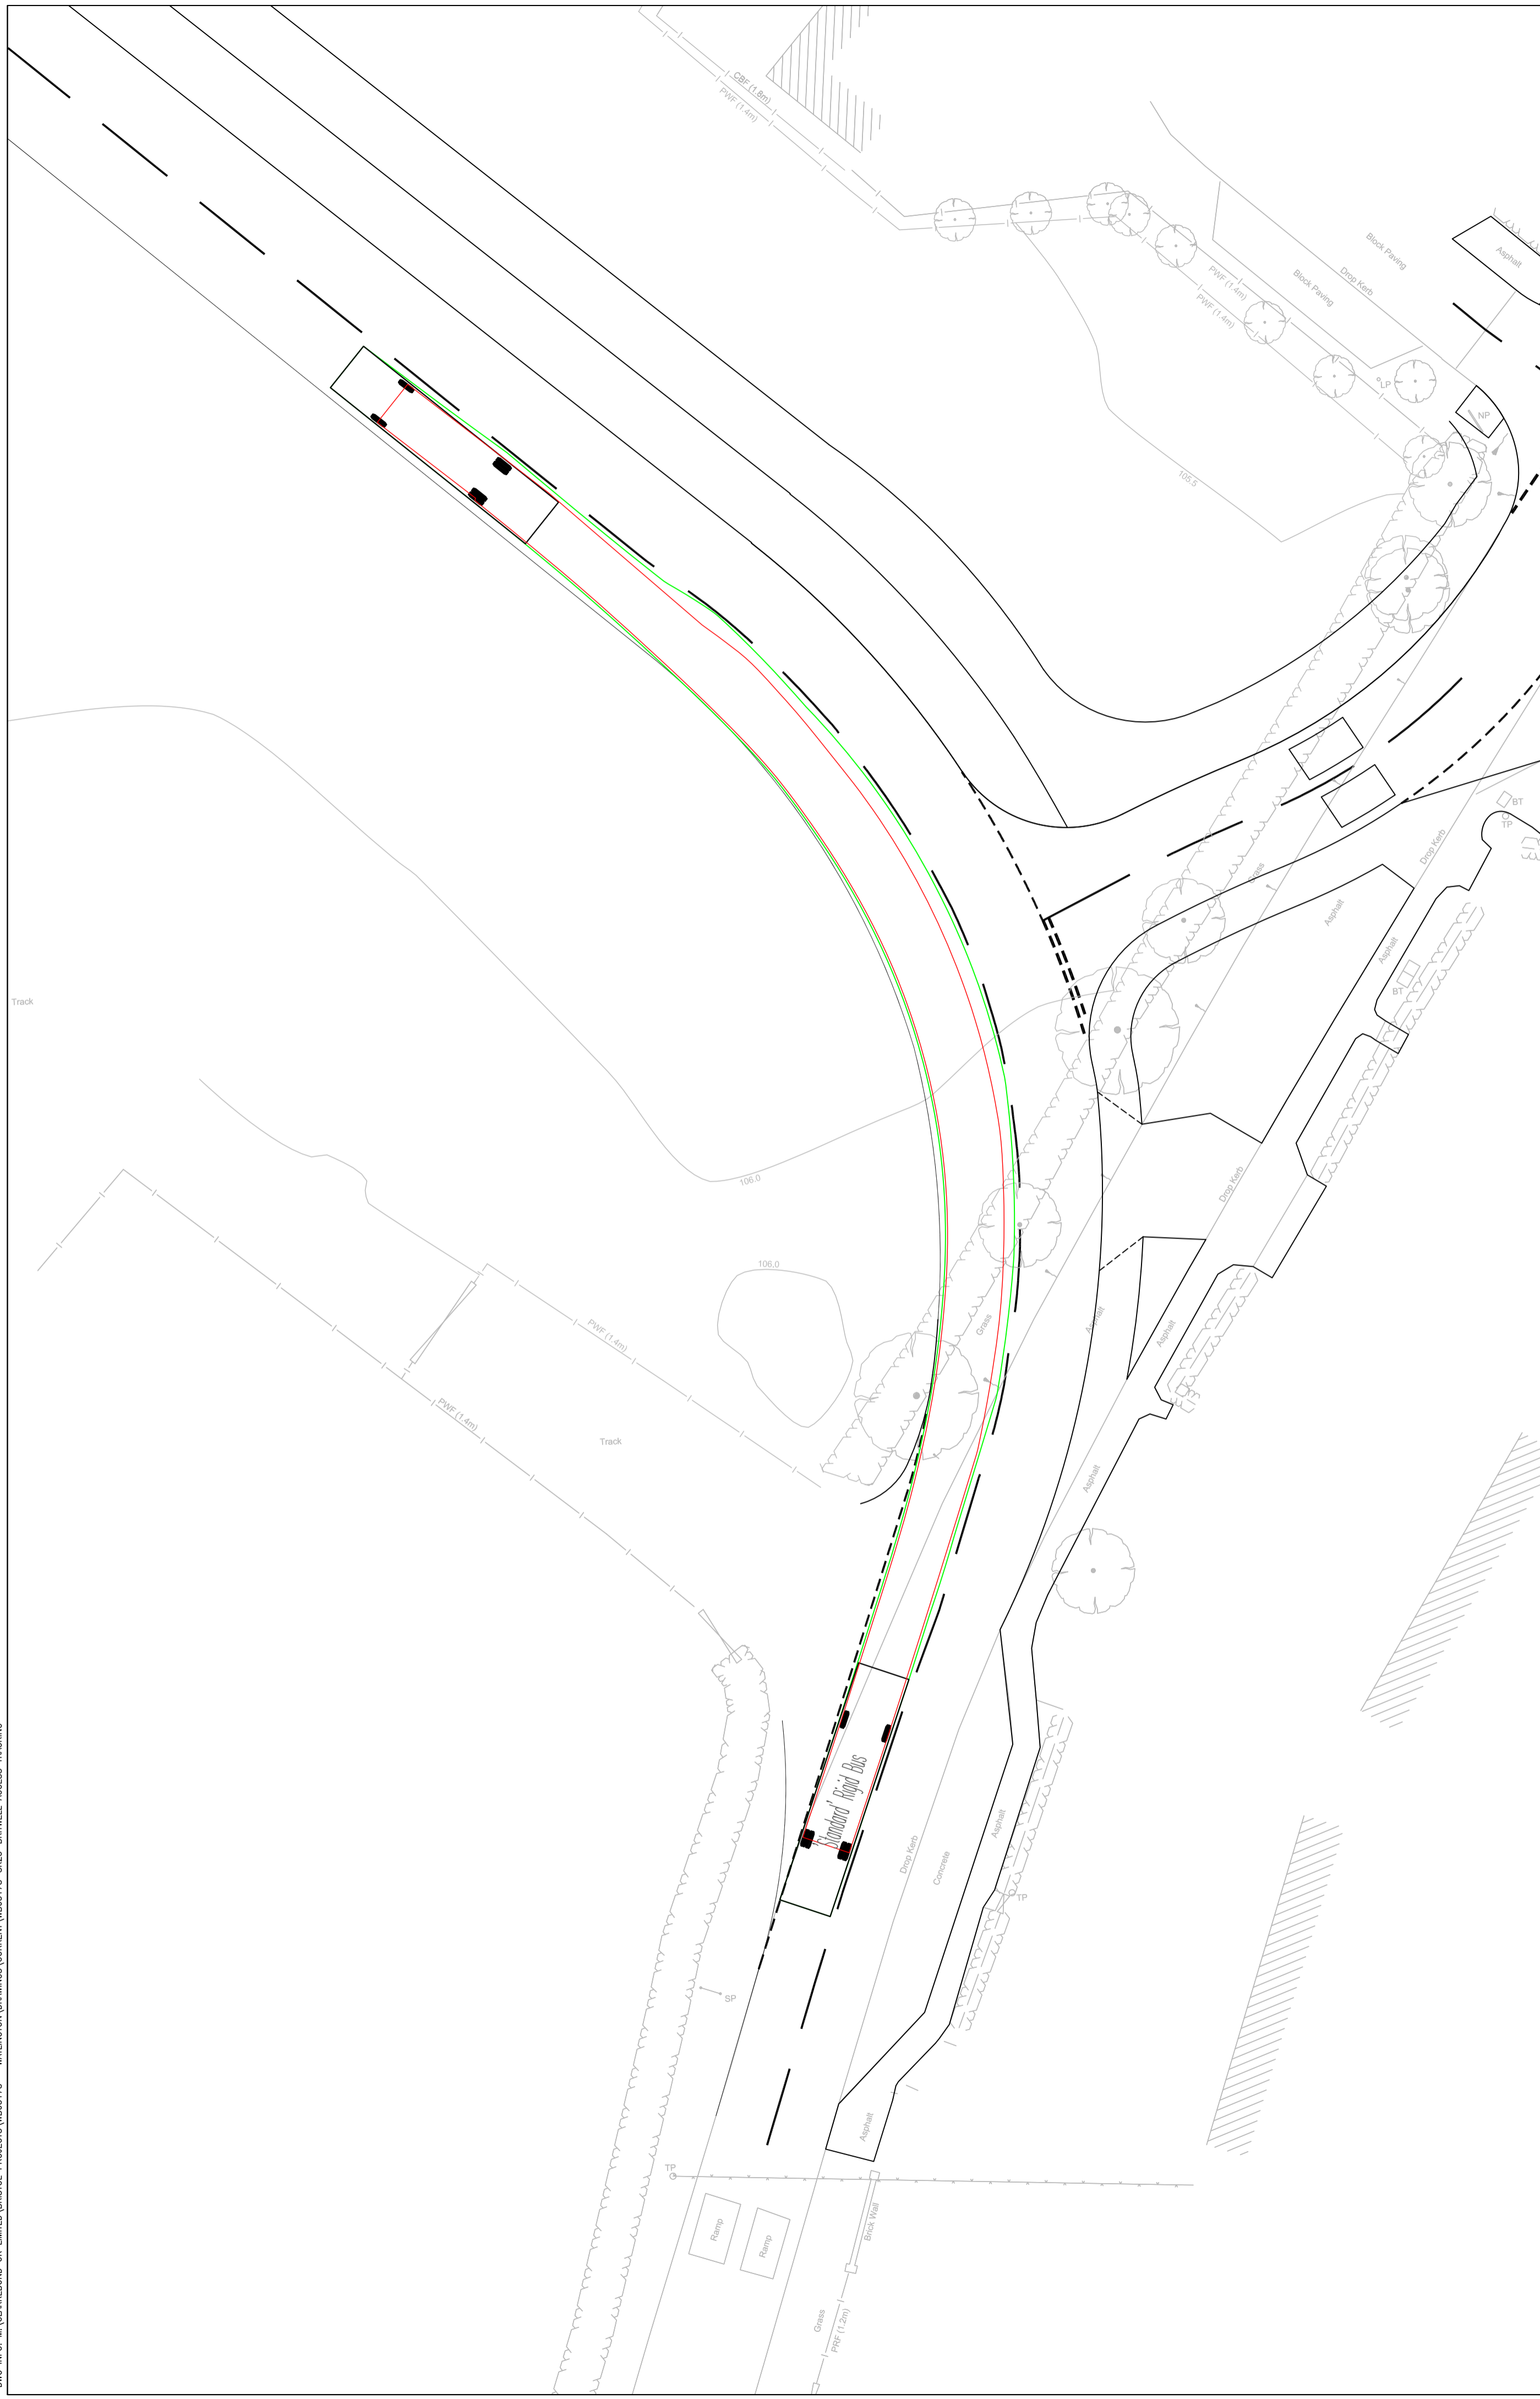 CBF (1.8m)
PWF (1.4m)
Block Paving
Asphalt
Drop Kerb
Block Paving
PWF (1.4m)
PWF (1.4m)
LP
NP
105.5
BT
TP
Drop Kerb
Grass
Asphalt
Asphalt
BT
Track
106.0
Drop Kerb
106.0
Grass
Asphalt
Asphalt
PWF (1.4m)
PWF (1.4m)
Track
Asphalt
"Standard" Rigid Bus
Asphalt
Drop Kerb
Concrete
TP
SP
Asphalt
TP
Ramp
Ramp
Brick Wall
Grass
PRF (1.2m)